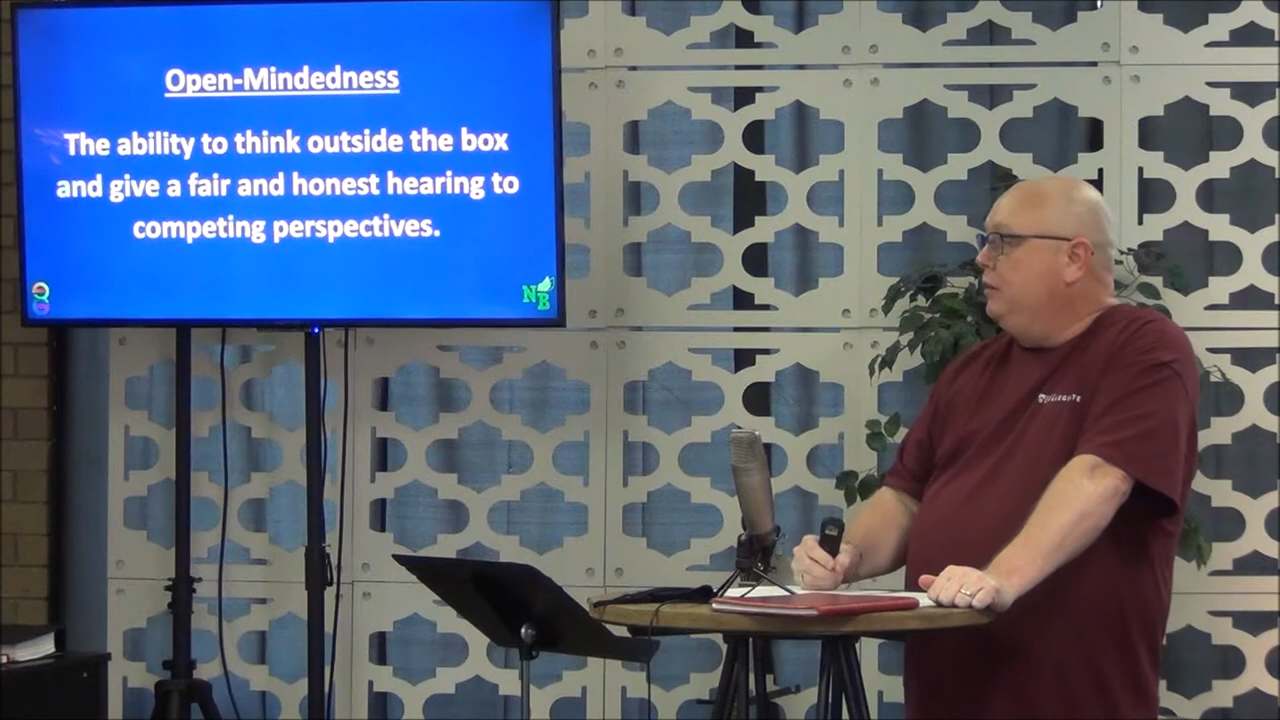 Open-Mindedness
The ability to think outside the box
and give a fair and honest hearing to
competing perspectives.
NB